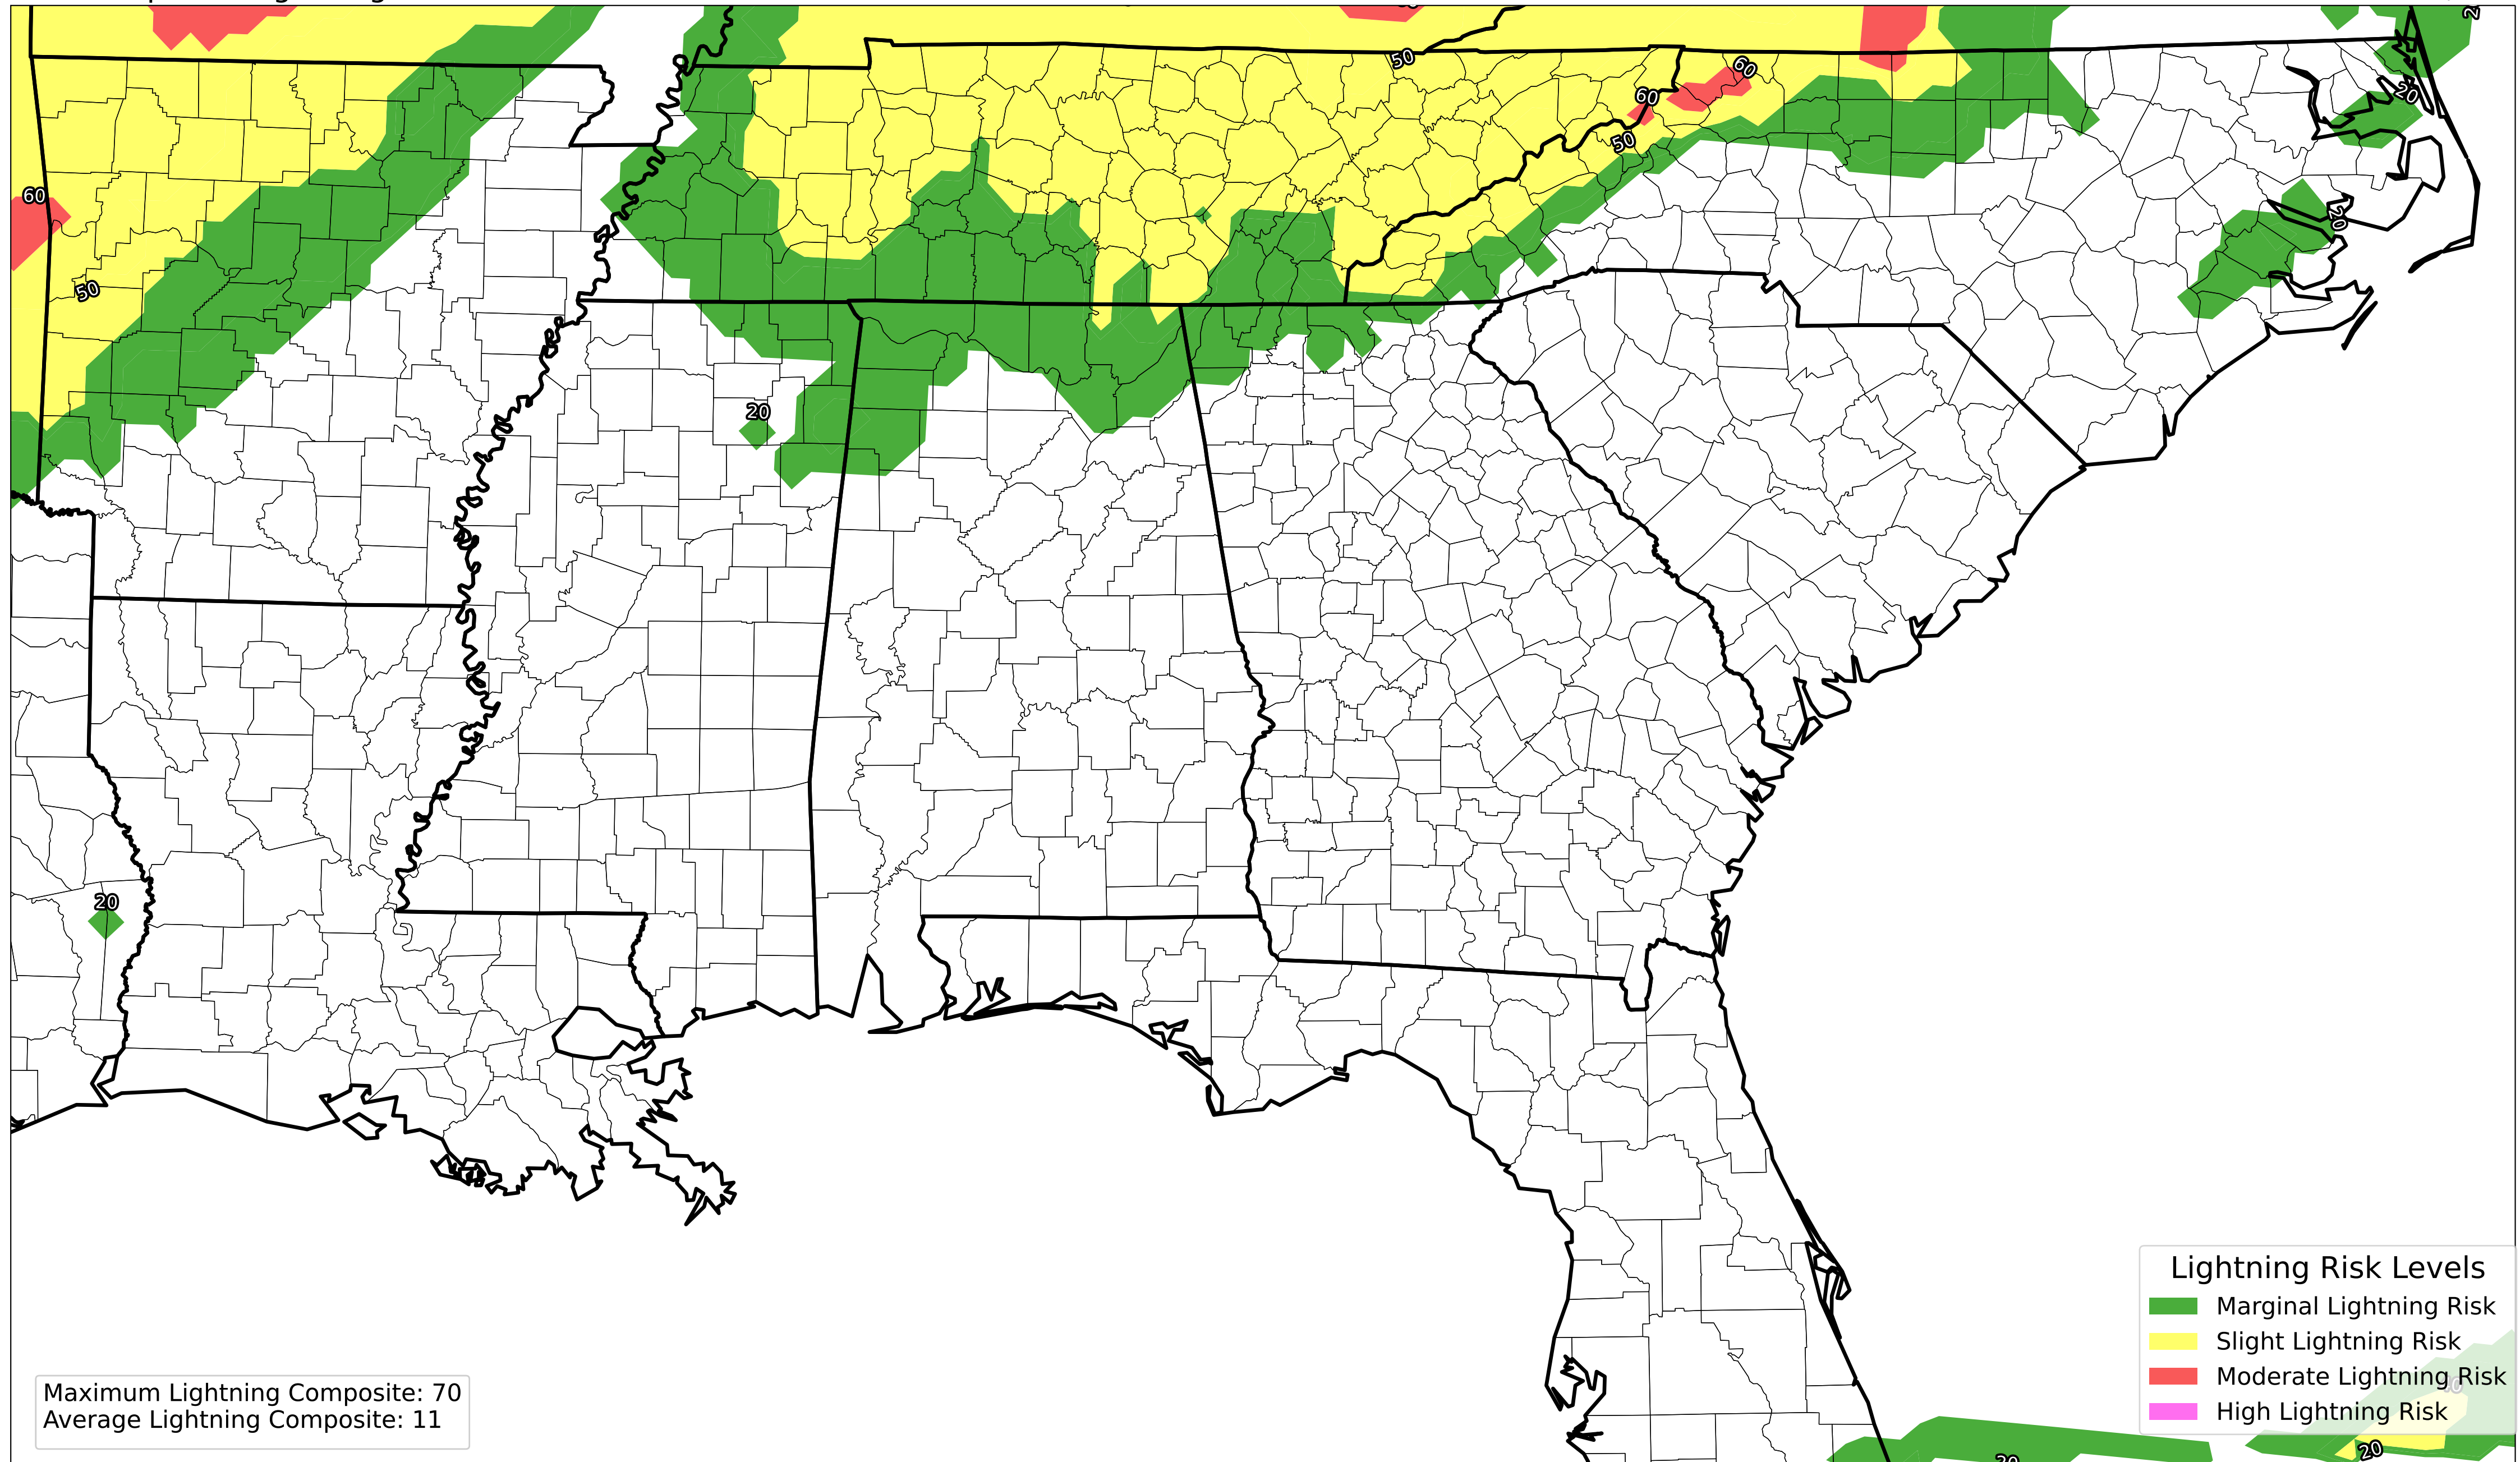 50
60
60
50
20
60
20
50
20
20
Lightning Risk Levels
Marginal Lightning Risk
Slight Lightning Risk
Moderate Lightning Risk
High Lightning Risk
Maximum Lightning Composite: 70
Average Lightning Composite: 11
20